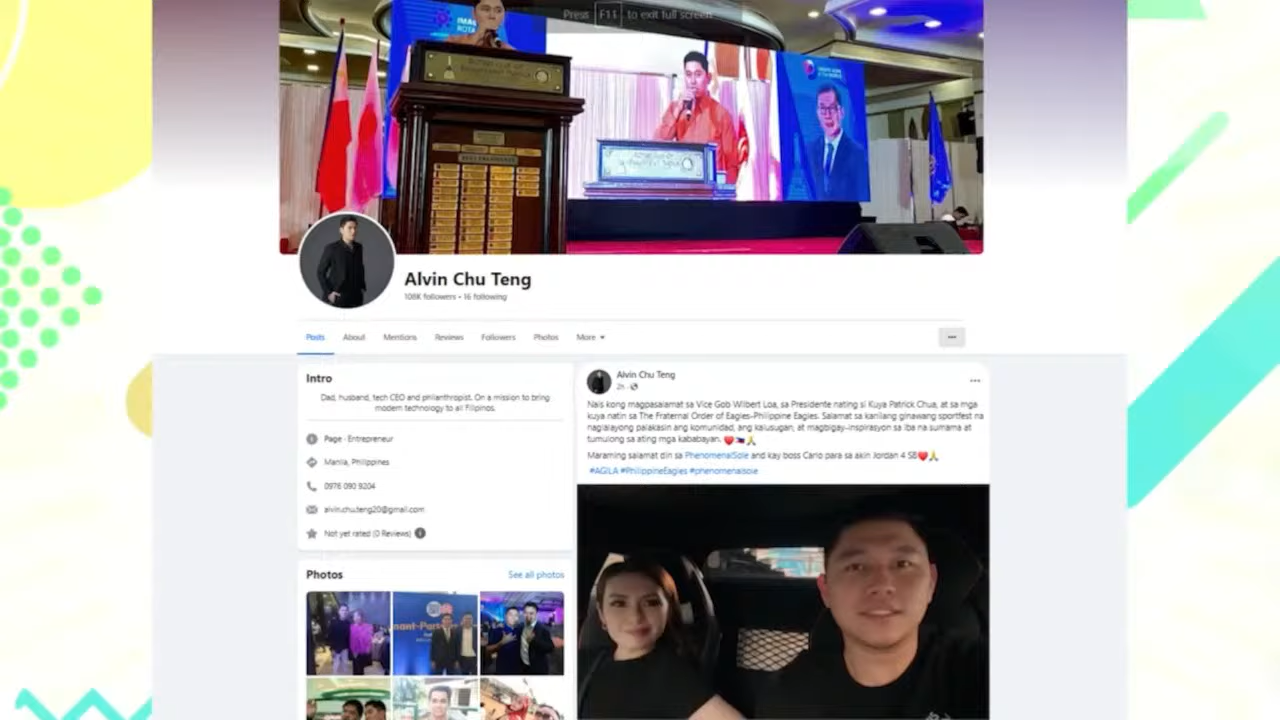 Press F11 to exit full screen
IMAG
ROTA
Alvin Chu Teng
108K followers • 16 following
Posts About Mentions Reviews Followers Photos More
Intro
Dad, husband, tech CEO and philanthropist. On a mission to bring
modern technology to all Filipinos.
Page · Entrepreneur
Manila, Philippines
0976 090 9204
alvin.chu.teng20@gmail.com
Not yet rated (0 Reviews)
Photos
See all photos
Alvin Chu Teng
2h
Nais kong magpasalamat sa Vice Gob Wilbert Loa, sa Presidente nating si Kuya Patrick Chua, at sa mga
kuya natin sa The Fraternal Order of Eagles-Philippine Eagles. Salamat sa kanilang ginawang sportfest na
naglalayong palakasin ang komunidad, ang kalusugan, at magbigay-inspirasyon sa iba na sumama at
tumulong sa ating mga kababayan. ❤️🇵🇭🙏
Maraming salamat din sa PhenomenalSole and kay boss Carlo para sa akin Jordan 4 SB❤️🙏
#AGILA #PhilippineEagles #phenomenalsole